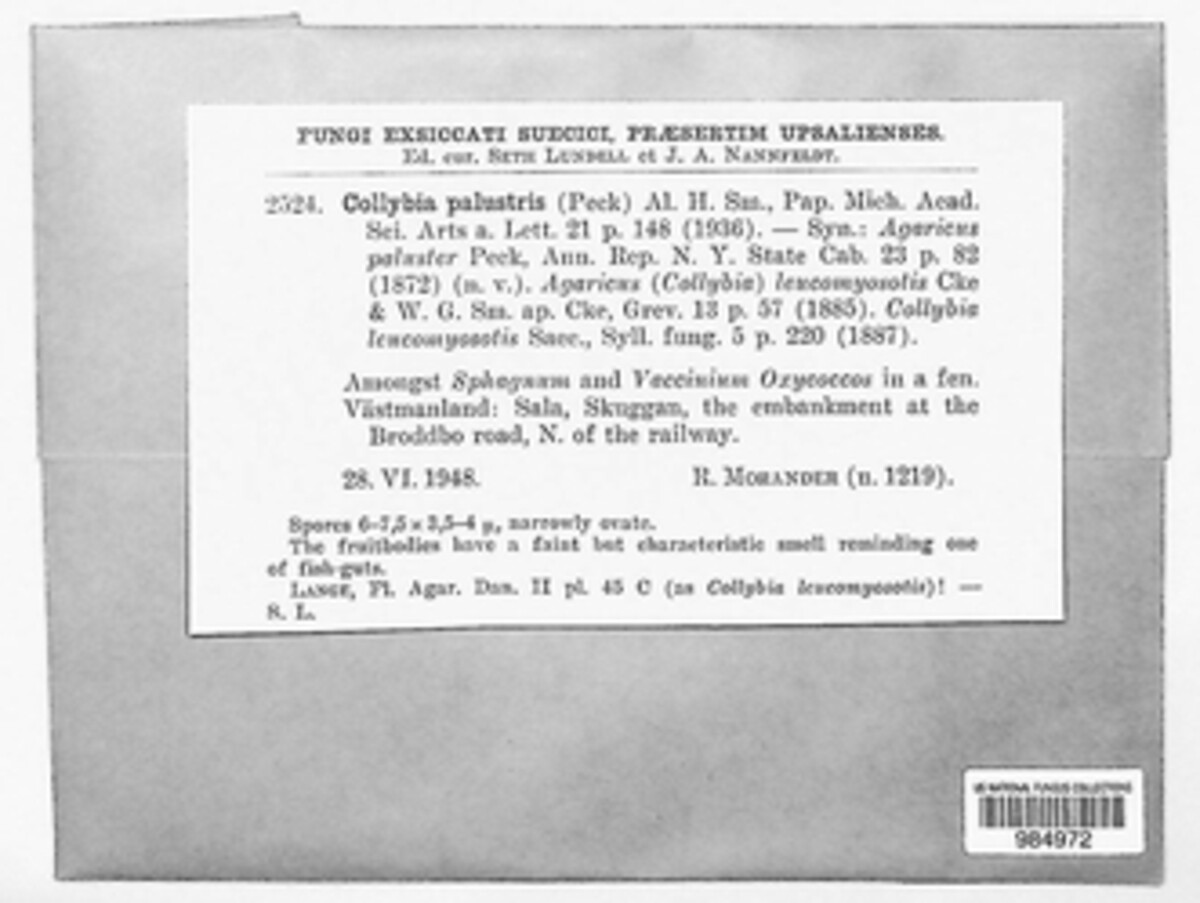 FUNGI EXSICCATI SUECICI, PRÆSERTIM UPSALIENSES.
Ed. cur. SETH LUNDELL et J. A. NANNFELDT.
2524. Collybia palustris (Peck) Al. H. Sm., Pap. Mich. Acad.
Sci. Arts a. Lett. 21 p. 148 (1936). — Syn.: Agaricus
paluster Peck, Ann. Rep. N. Y. State Cab. 23 p. 82
(1872) (n. v.). Agaricus (Collybia) leucomyosotis Cke
& W. G. Sm. ap. Cke, Grev. 13 p. 57 (1885). Collybia
leucomyosotis Sacc., Syll. fung. 5 p. 220 (1887).
Amongst Sphagnum and Vaccinium Oxycoccos in a fen.
Västmanland: Sala, Skuggan, the embankment at the
Broddbo road, N. of the railway.
28. VI. 1948. R. MORANDER (n. 1219).
Spores 6–7,5 × 3,5–4 µ, narrowly ovate.
The fruitbodies have a faint but characteristic smell reminding one
of fish-guts.
LANGE, Fl. Agar. Dan. II pl. 45 C (as Collybia leucomyosotis)! —
S. L.
US NATIONAL FUNGUS COLLECTIONS
984972